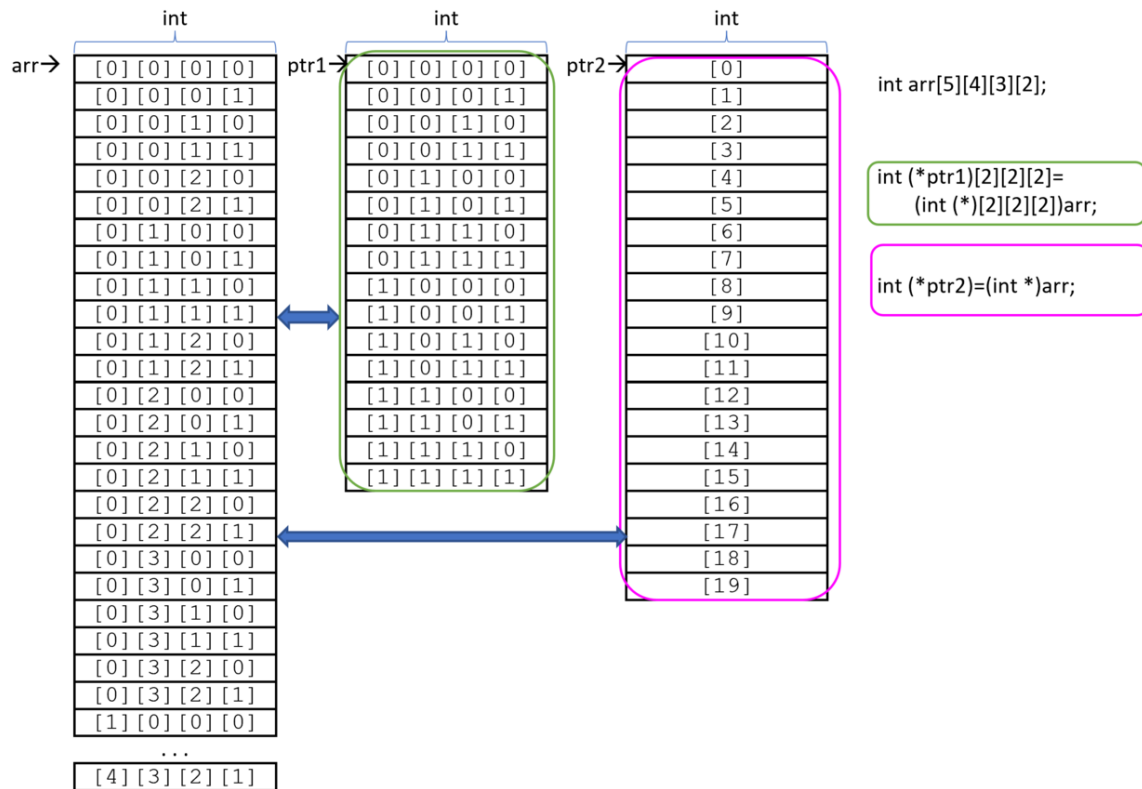 int int int
arr→ [0][0][0][0] ptr1→ [0][0][0][0] ptr2→ [0]
[0][0][0][1] [0][0][0][1] [1] int arr[5][4][3][2];
[0][0][1][0] [0][0][1][0] [2]
[0][0][1][1] [0][0][1][1] [3]
[0][0][2][0] [0][1][0][0] [4] int (*ptr1)[2][2][2]=
[0][0][2][1] [0][1][0][1] [5] (int (*)[2][2][2])arr;
[0][1][0][0] [0][1][1][0] [6]
[0][1][0][1] [0][1][1][1] [7]
[0][1][1][0] [1][0][0][0] [8] int (*ptr2)=(int *)arr;
[0][1][1][1] [1][0][0][1] [9]
[0][1][2][0] [1][0][1][0] [10]
[0][1][2][1] [1][0][1][1] [11]
[0][2][0][0] [1][1][0][0] [12]
[0][2][0][1] [1][1][0][1] [13]
[0][2][1][0] [1][1][1][0] [14]
[0][2][1][1] [1][1][1][1] [15]
[0][2][2][0] [16]
[0][2][2][1] [17]
[0][3][0][0] [18]
[0][3][0][1] [19]
[0][3][1][0]
[0][3][1][1]
[0][3][2][0]
[0][3][2][1]
[1][0][0][0]
...
[4][3][2][1]